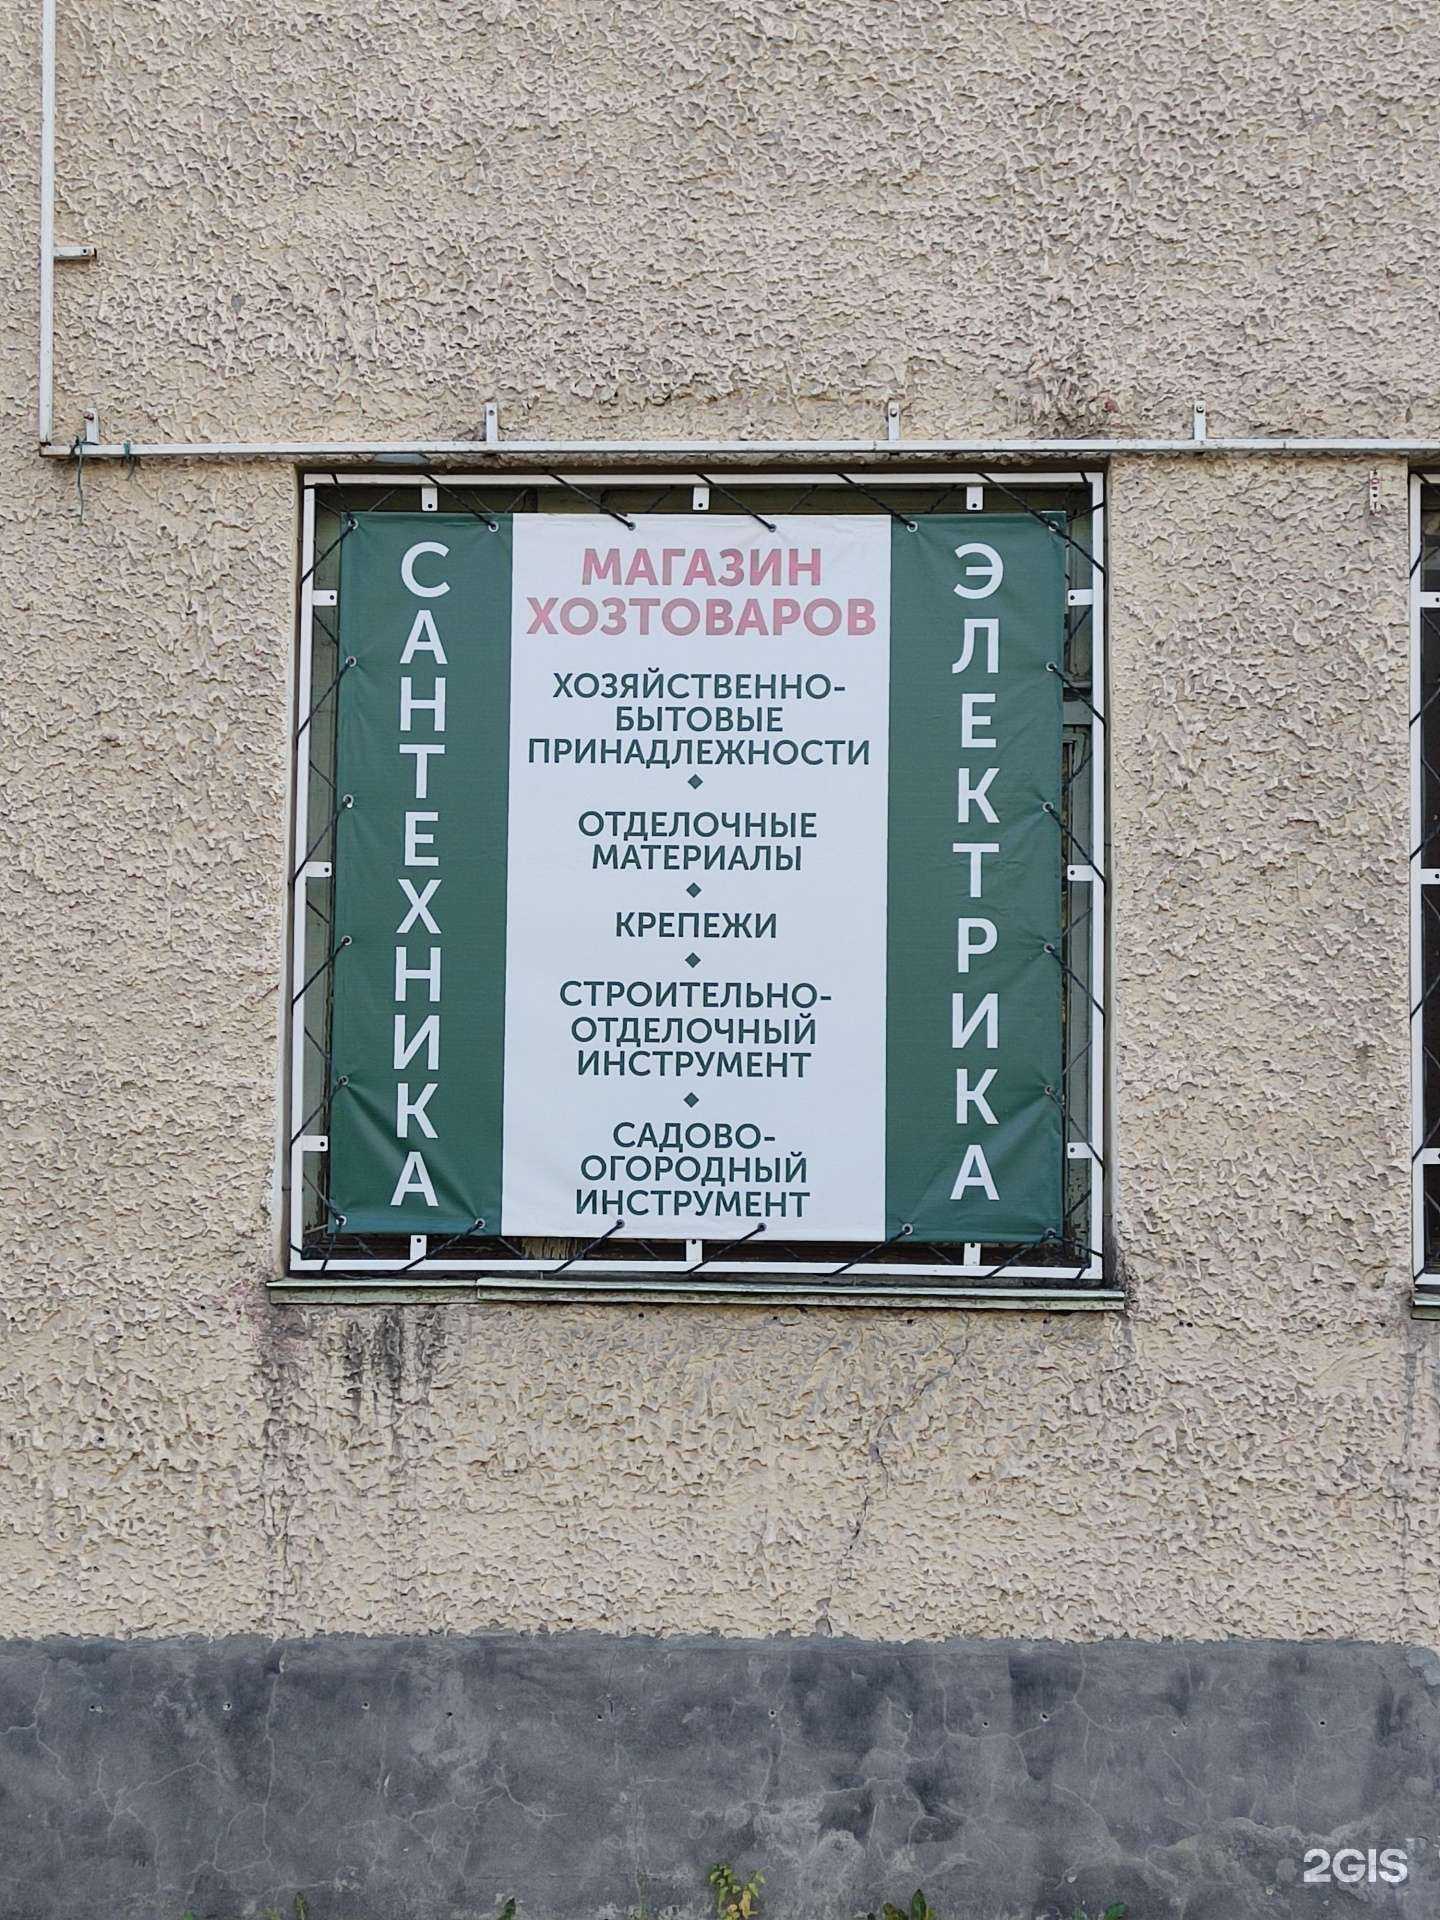 САНТЕХНИКА
МАГАЗИН
ХОЗТОВАРОВ
ХОЗЯЙСТВЕННО-
БЫТОВЫЕ
ПРИНАДЛЕЖНОСТИ
ОТДЕЛОЧНЫЕ
МАТЕРИАЛЫ
КРЕПЕЖИ
СТРОИТЕЛЬНО-
ОТДЕЛОЧНЫЙ
ИНСТРУМЕНТ
САДОВО-
ОГОРОДНЫЙ
ИНСТРУМЕНТ
ЭЛЕКТРИКА
2GIS